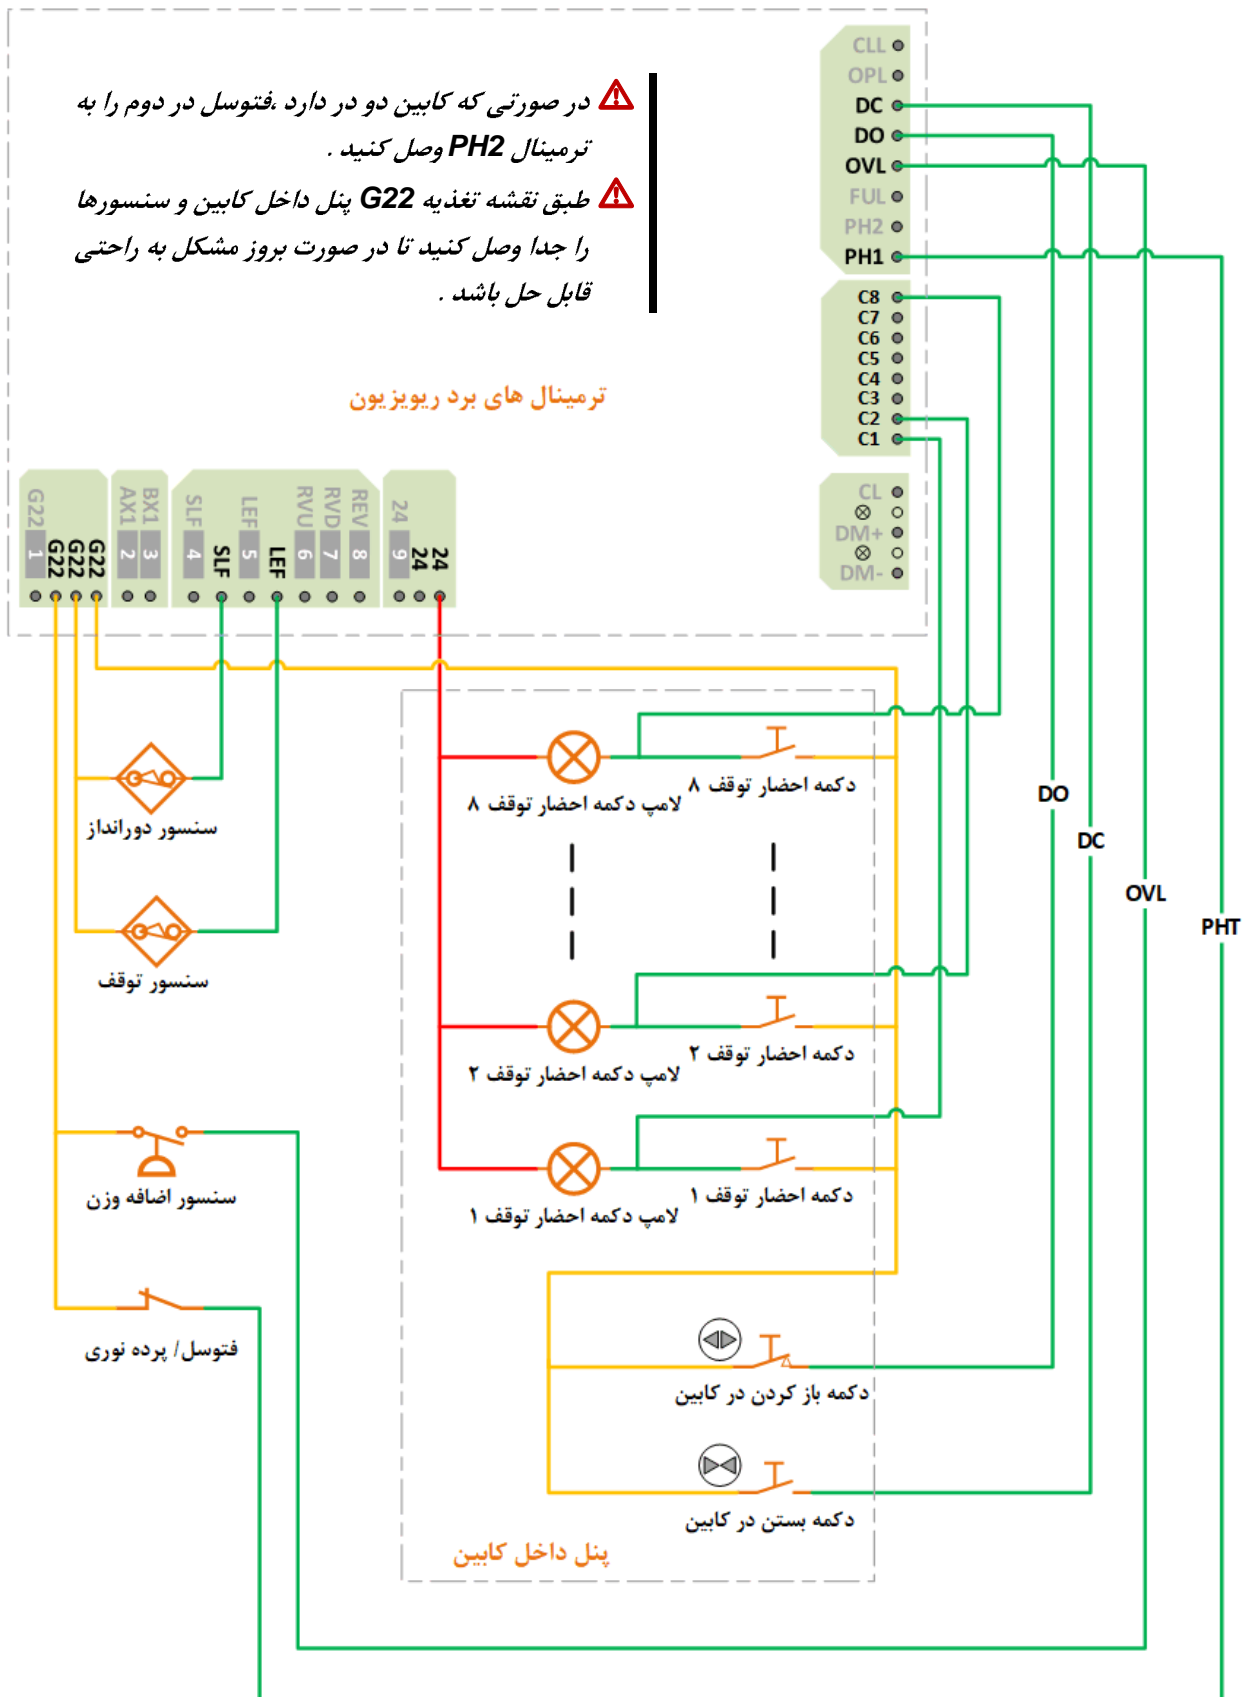 CLL
OPL
DC
DO
OVL
FUL
PH2
PH1
در صورتی که کابین دو در دارد ،فتوسل در دوم را به
ترمینال PH2 وصل کنید .
طبق نقشه تغذیه G22 پنل داخل کابین و سنسورها
را جدا وصل کنید تا در صورت بروز مشکل به راحتی
قابل حل باشد .
C8
C7
C6
C5
C4
C3
C2
C1
ترمینال های برد ریویزیون
CL
DM+
DM-
G22 1
G22
G22
G22
AX1 2
BX1 3
SLF 4
SLF
LEF 5
LEF
RVU 6
RVD 7
REV 8
24 9
24
24
سنسور دورانداز
سنسور توقف
سنسور اضافه وزن
فتوسل/ پرده نوری
دکمه احضار توقف ۸
لامپ دکمه احضار توقف ۸
دکمه احضار توقف ۲
لامپ دکمه احضار توقف ۲
دکمه احضار توقف ۱
لامپ دکمه احضار توقف ۱
دکمه باز کردن در کابین
دکمه بستن در کابین
پنل داخل کابین
DO
DC
OVL
PHT